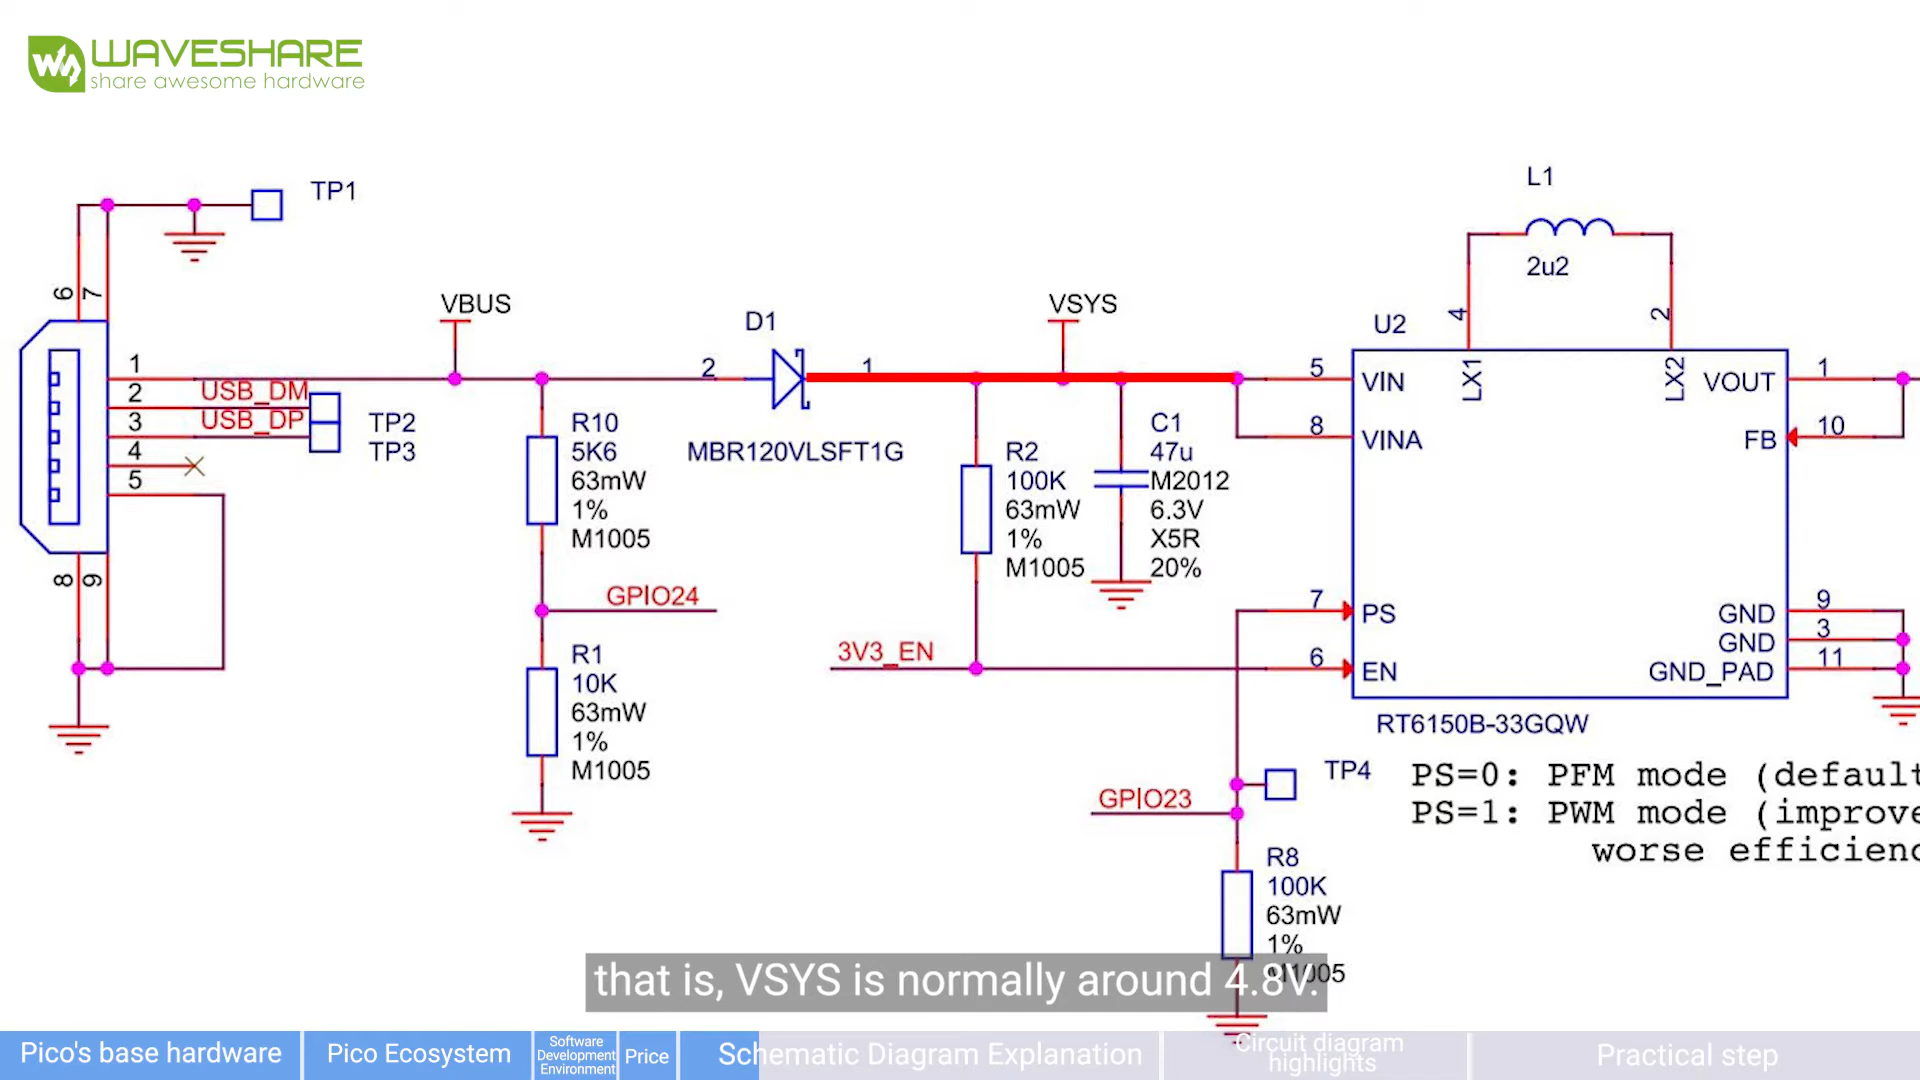 WAVESHARE
share awesome hardware
TP1
L1
2u2
6
7
VBUS
D1
VSYS
U2
4
2
1
2
1
5
VIN
LX1
LX2
VOUT
1
2
USB_DM
3
USB_DP
TP2
TP3
4
5
R10
5K6
63mW
1%
M1005
MBR120VLSFT1G
R2
100K
63mW
1%
M1005
C1
47u
M2012
6.3V
X5R
20%
8
VINA
FB
10
8
9
GPIO24
3V3_EN
7
PS
6
EN
GND
9
GND
3
GND_PAD
11
R1
10K
63mW
1%
M1005
RT6150B-33GQW
TP4
GPIO23
PS=0: PFM mode (default
PS=1: PWM mode (improve
worse efficienc
R8
100K
63mW
1%
M1005
that is, VSYS is normally around 4.8V.
Pico's base hardware
Pico Ecosystem
Software
Development
Environment
Price
Schematic Diagram Explanation
Circuit diagram
highlights
Practical step